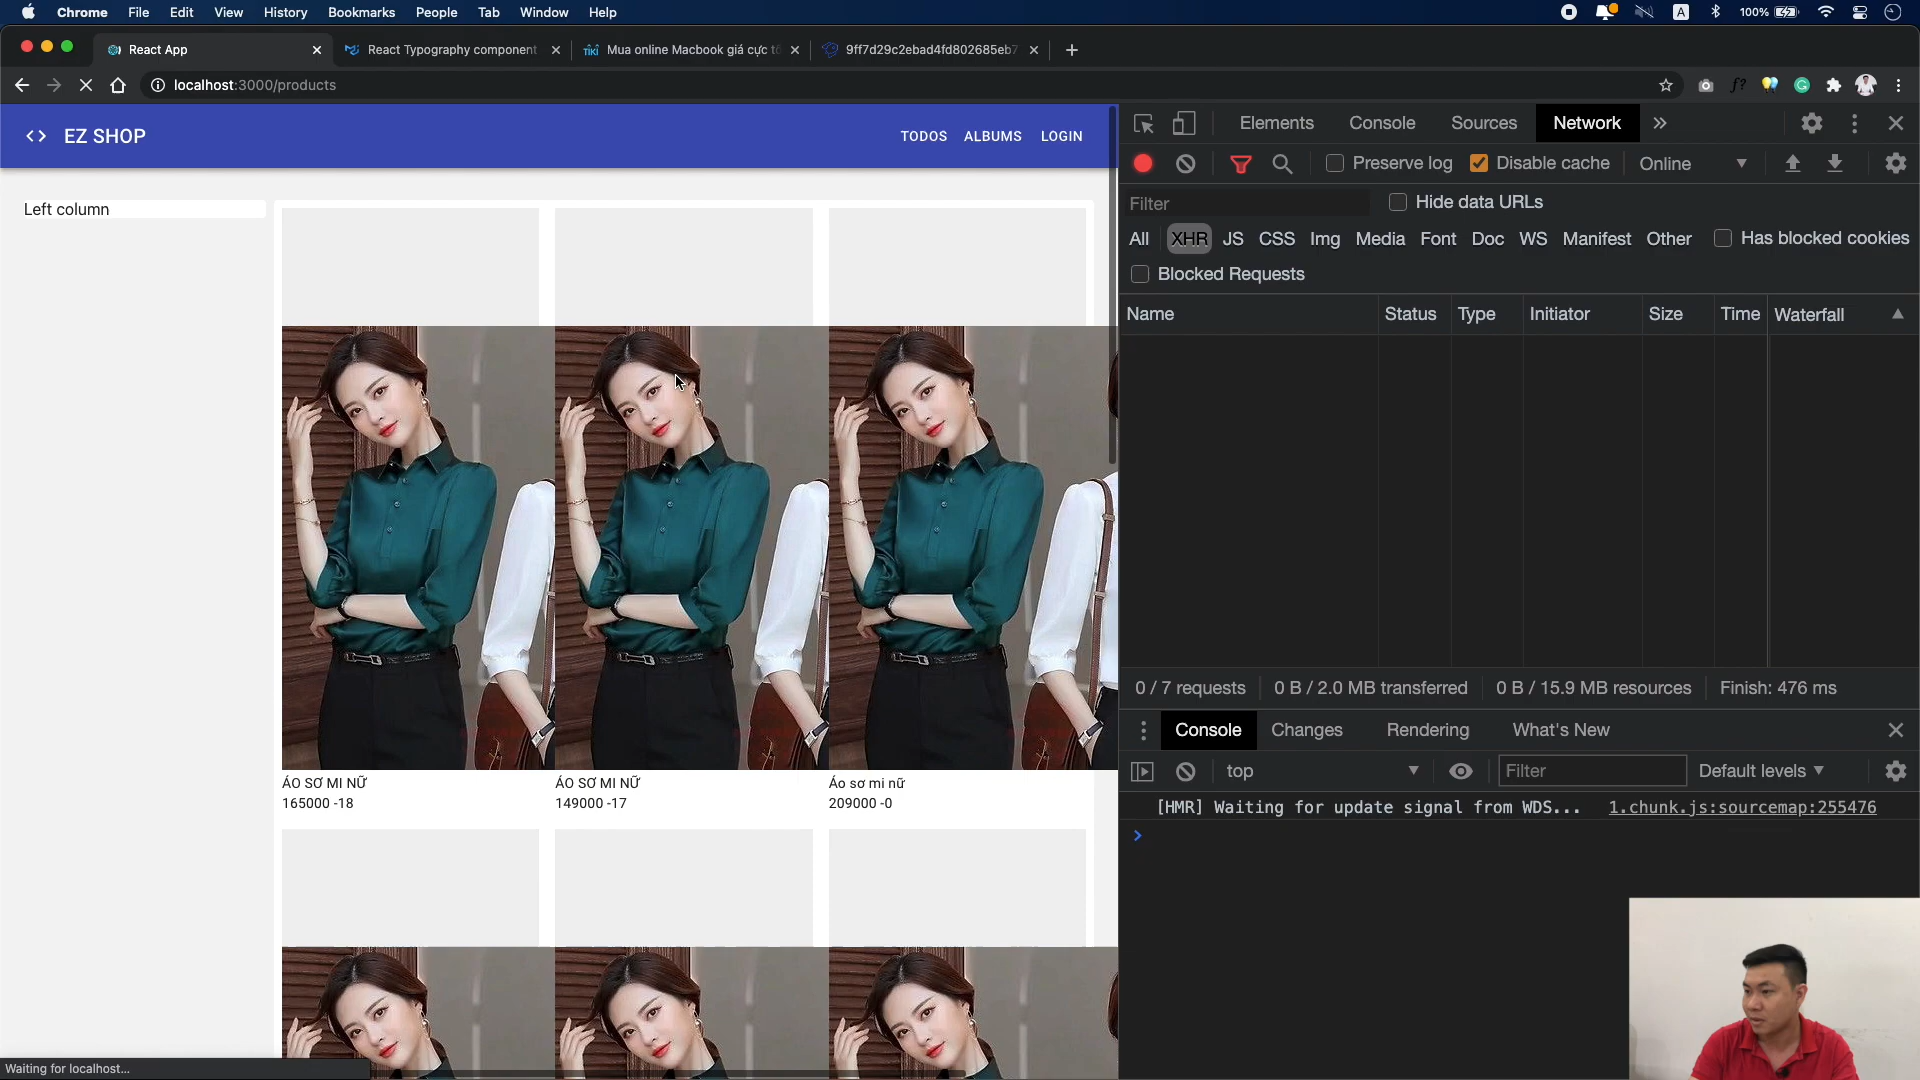 Chrome File Edit View History Bookmarks People Tab Window Help
A 100%
React App
React Typography component
TIKI Mua online Macbook giá cực tố
9ff7d29c2ebad4fd802685eb7
localhost:3000/products
f?
EZ SHOP
TODOS ALBUMS LOGIN
Left column
ÁO SƠ MI NỮ
165000 -18
ÁO SƠ MI NỮ
149000 -17
Áo sơ mi nữ
209000 -0
Waiting for localhost...
Elements Console Sources Network »
Preserve log Disable cache Online
Filter Hide data URLs
All XHR JS CSS Img Media Font Doc WS Manifest Other Has blocked cookies
Blocked Requests
Name Status Type Initiator Size Time Waterfall
0 / 7 requests 0 B / 2.0 MB transferred 0 B / 15.9 MB resources Finish: 476 ms
Console Changes Rendering What's New
top Filter Default levels
[HMR] Waiting for update signal from WDS... 1.chunk.js:sourcemap:255476